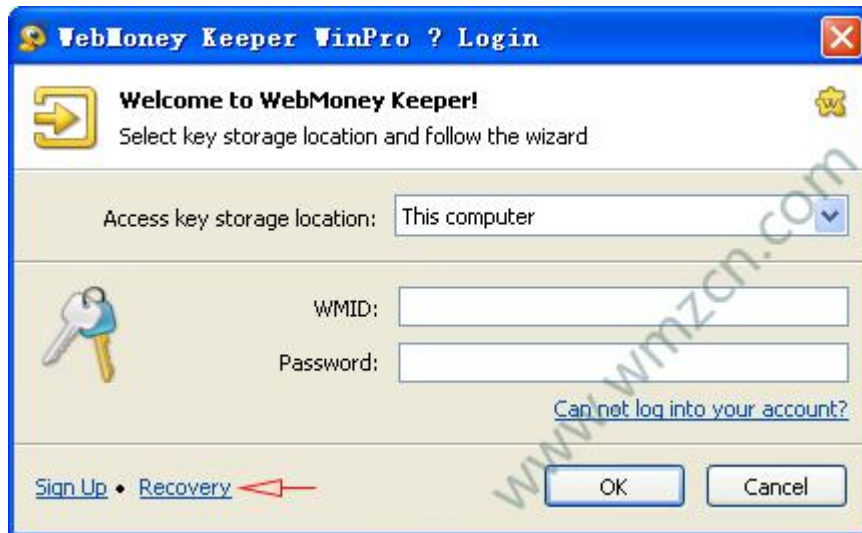 WebMoney Keeper WinPro ? Login
Welcome to WebMoney Keeper!
Select key storage location and follow the wizard
Access key storage location: This computer
WMID:
Password:
Can not log into your account?
Sign Up • Recovery OK Cancel
www.wmzcn.com